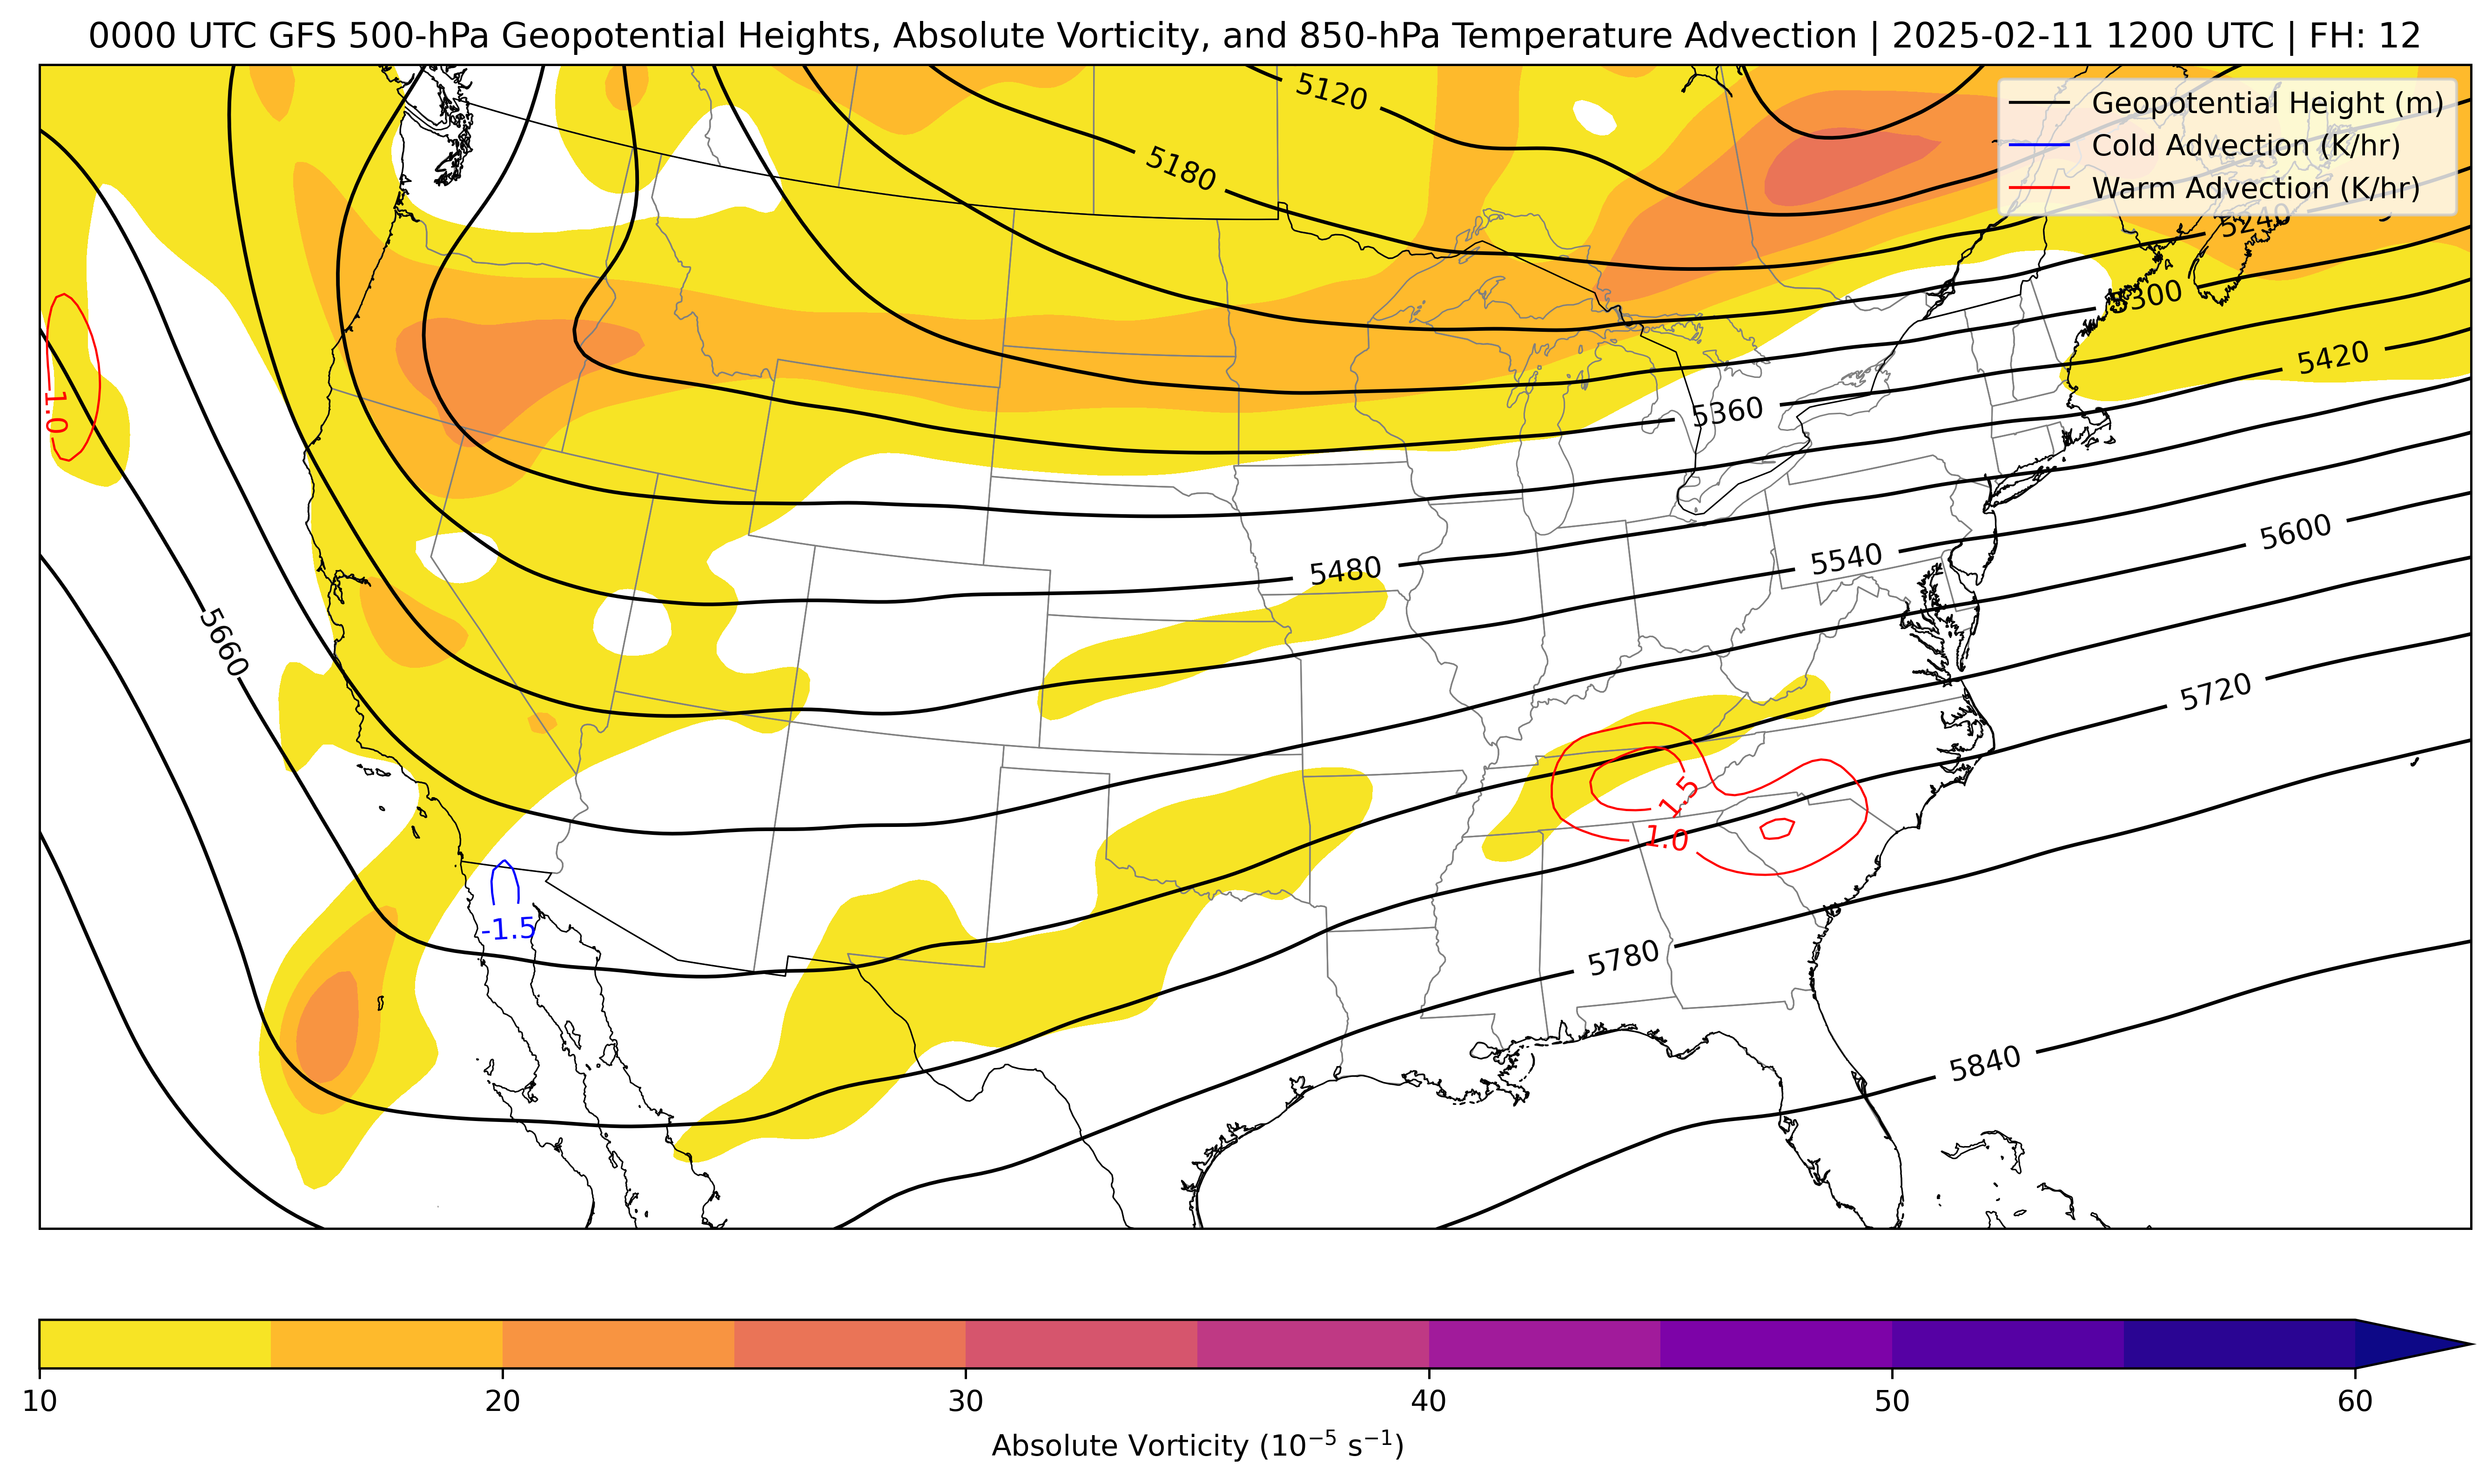 0000 UTC GFS 500-hPa Geopotential Heights, Absolute Vorticity, and 850-hPa Temperature Advection | 2025-02-11 1200 UTC | FH: 12
Geopotential Height (m)
Cold Advection (K/hr)
Warm Advection (K/hr)
5120
5180
5240
5300
5420
5360
1.0
5600
5480
5540
5660
5720
1.5
1.0
-1.5
5780
5840
10 20 30 40 50 60
Absolute Vorticity (10⁻⁵ s⁻¹)